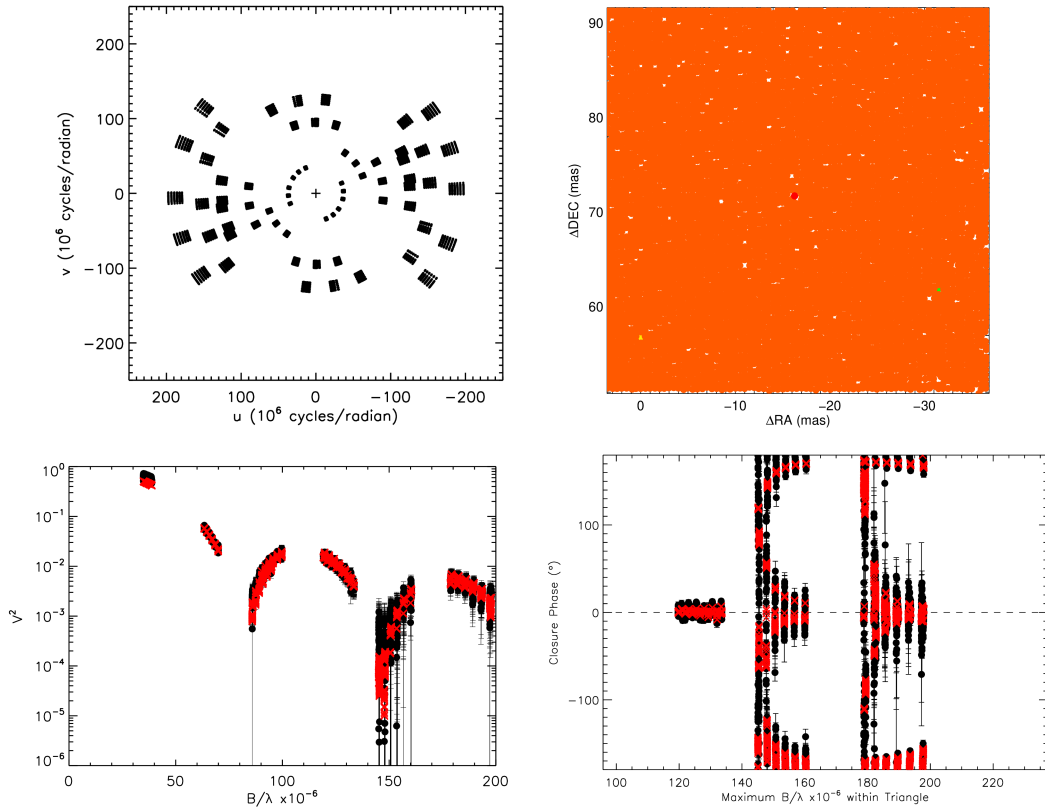 200
100
0
-100
-200
v (10⁶ cycles/radian)
200 100 0 -100 -200
u (10⁶ cycles/radian)
90
80
70
60
ΔDEC (mas)
0 −10 −20 −30
ΔRA (mas)
10⁰
10⁻¹
10⁻²
10⁻³
10⁻⁴
10⁻⁵
10⁻⁶
V²
0 50 100 150 200
B/λ x10⁻⁶
100
0
-100
Closure Phase (°)
100 120 140 160 180 200 220
Maximum B/λ x10⁻⁶ within Triangle